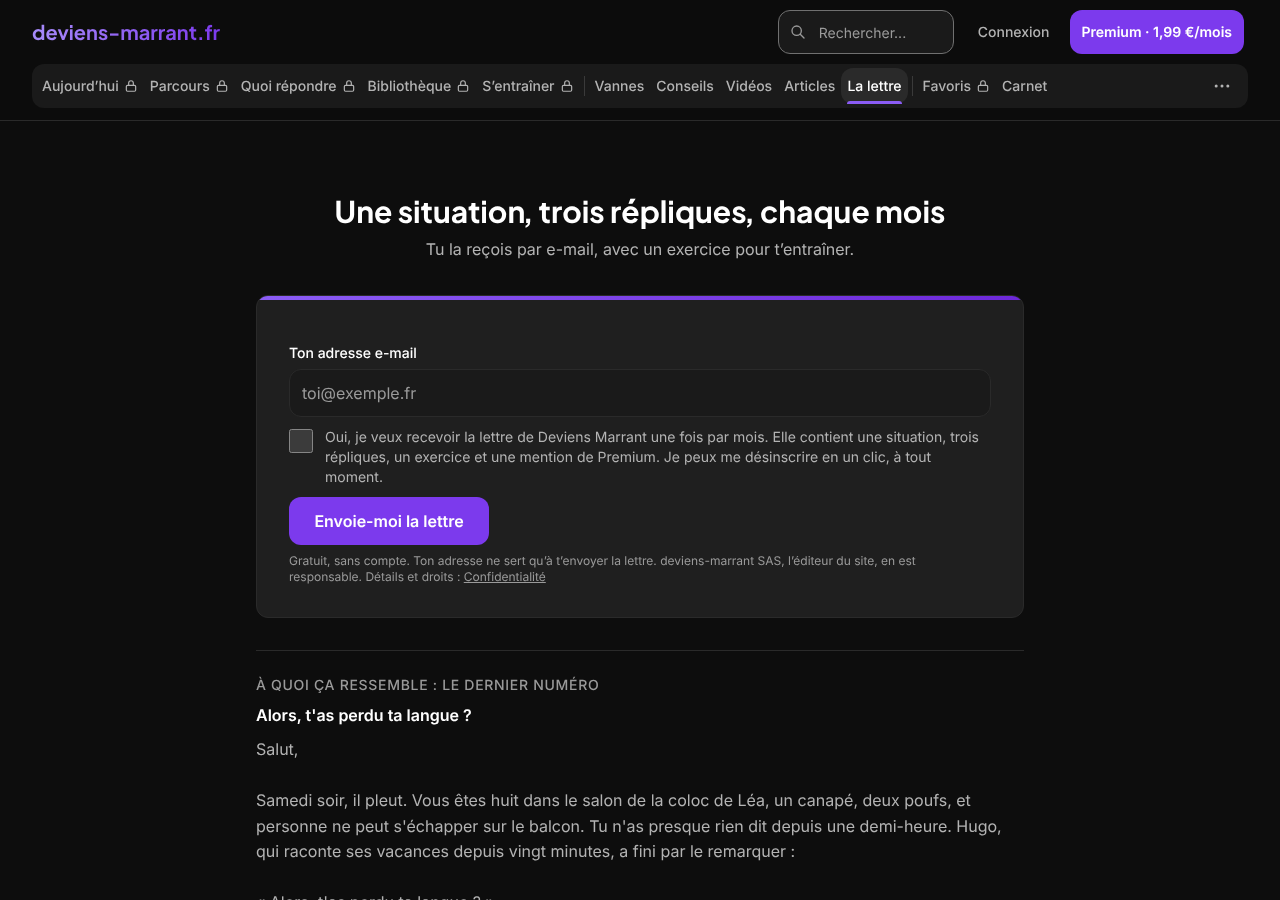 deviens-marrant.fr
Rechercher...
Connexion
Premium · 1,99 €/mois
Aujourd’hui Parcours Quoi répondre Bibliothèque S’entraîner Vannes Conseils Vidéos Articles La lettre Favoris Carnet
Une situation, trois répliques, chaque mois
Tu la reçois par e-mail, avec un exercice pour t’entraîner.
Ton adresse e-mail
toi@exemple.fr
Oui, je veux recevoir la lettre de Deviens Marrant une fois par mois. Elle contient une situation, trois
répliques, un exercice et une mention de Premium. Je peux me désinscrire en un clic, à tout
moment.
Envoie-moi la lettre
Gratuit, sans compte. Ton adresse ne sert qu’à t’envoyer la lettre. deviens-marrant SAS, l’éditeur du site, en est
responsable. Détails et droits : Confidentialité
À QUOI ÇA RESSEMBLE : LE DERNIER NUMÉRO
Alors, t'as perdu ta langue ?
Salut,
Samedi soir, il pleut. Vous êtes huit dans le salon de la coloc de Léa, un canapé, deux poufs, et
personne ne peut s'échapper sur le balcon. Tu n'as presque rien dit depuis une demi-heure. Hugo,
qui raconte ses vacances depuis vingt minutes, a fini par le remarquer :
« Alors, t'as perdu ta langue ? »